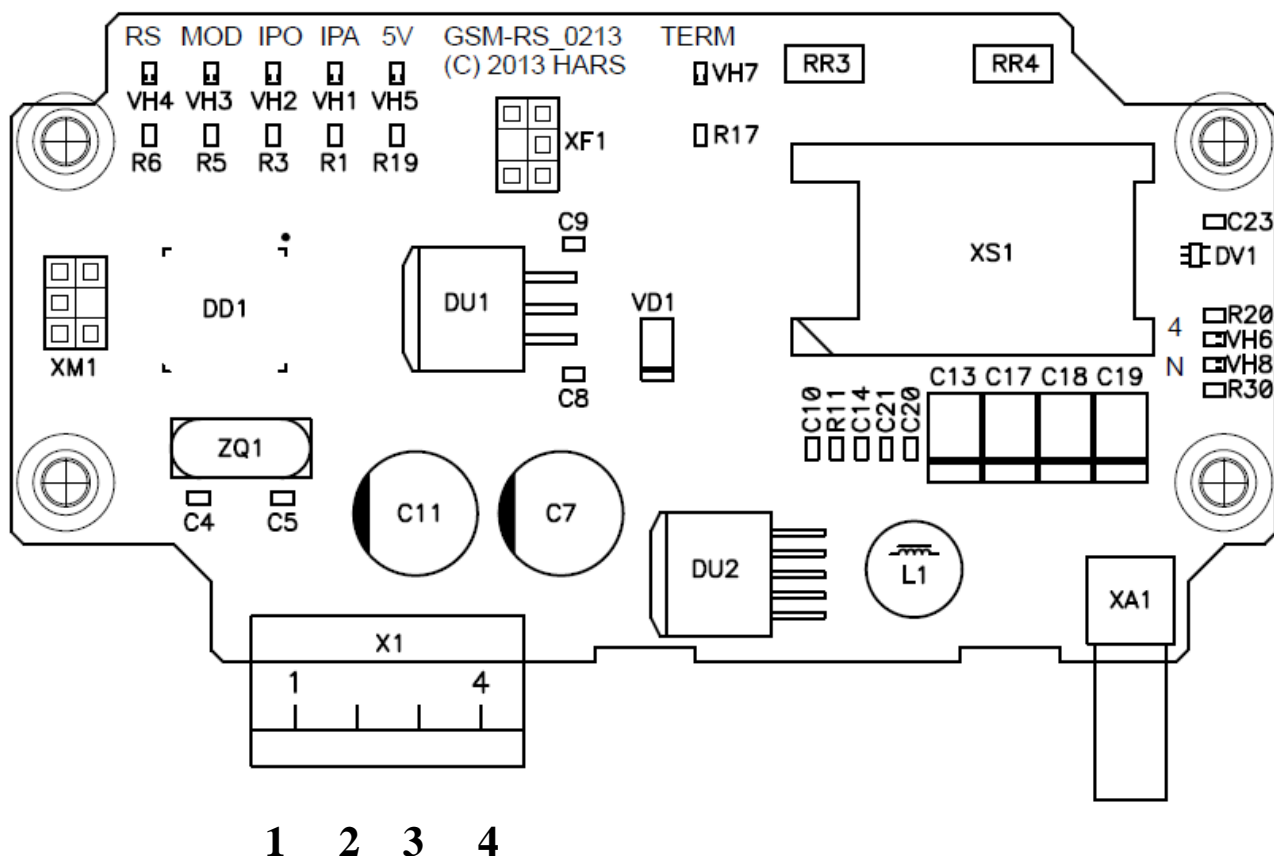 RS MOD IPO IPA 5V GSM-RS_0213 TERM
(C) 2013 HARS
VH4 VH3 VH2 VH1 VH5 VH7 RR3 RR4
R6 R5 R3 R1 R19 XF1 R17
C9 C23
XS1 DV1
DD1 DU1 VD1 R20
4 VH6
XM1 N VH8
C8 R30
C13 C17 C18 C19
C10 R11 C14 C21 C20
ZQ1
C4 C5 C11 C7
DU2 L1 XA1
X1
1 4
1 2 3 4